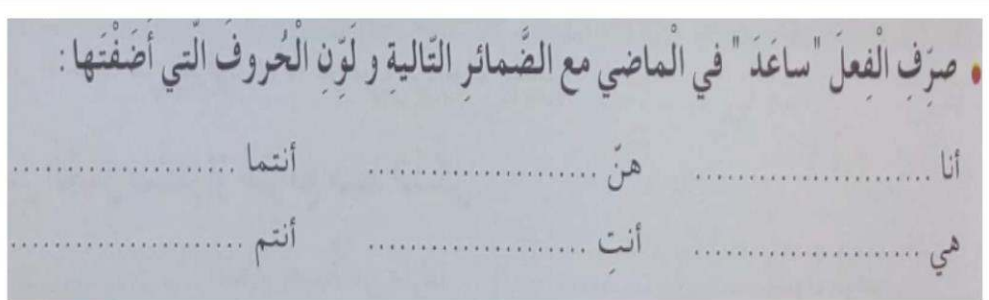 • صرّفِ الْفِعلَ "ساعَدَ" في الْماضي مع الضَّمائرِ التّاليةِ و لَوّنِ الْحُروفَ الّتي أَضَفْتَها :
أنا ...................... هنّ ...................... أنتما ......................
هي ...................... أنتِ ...................... أنتم ......................